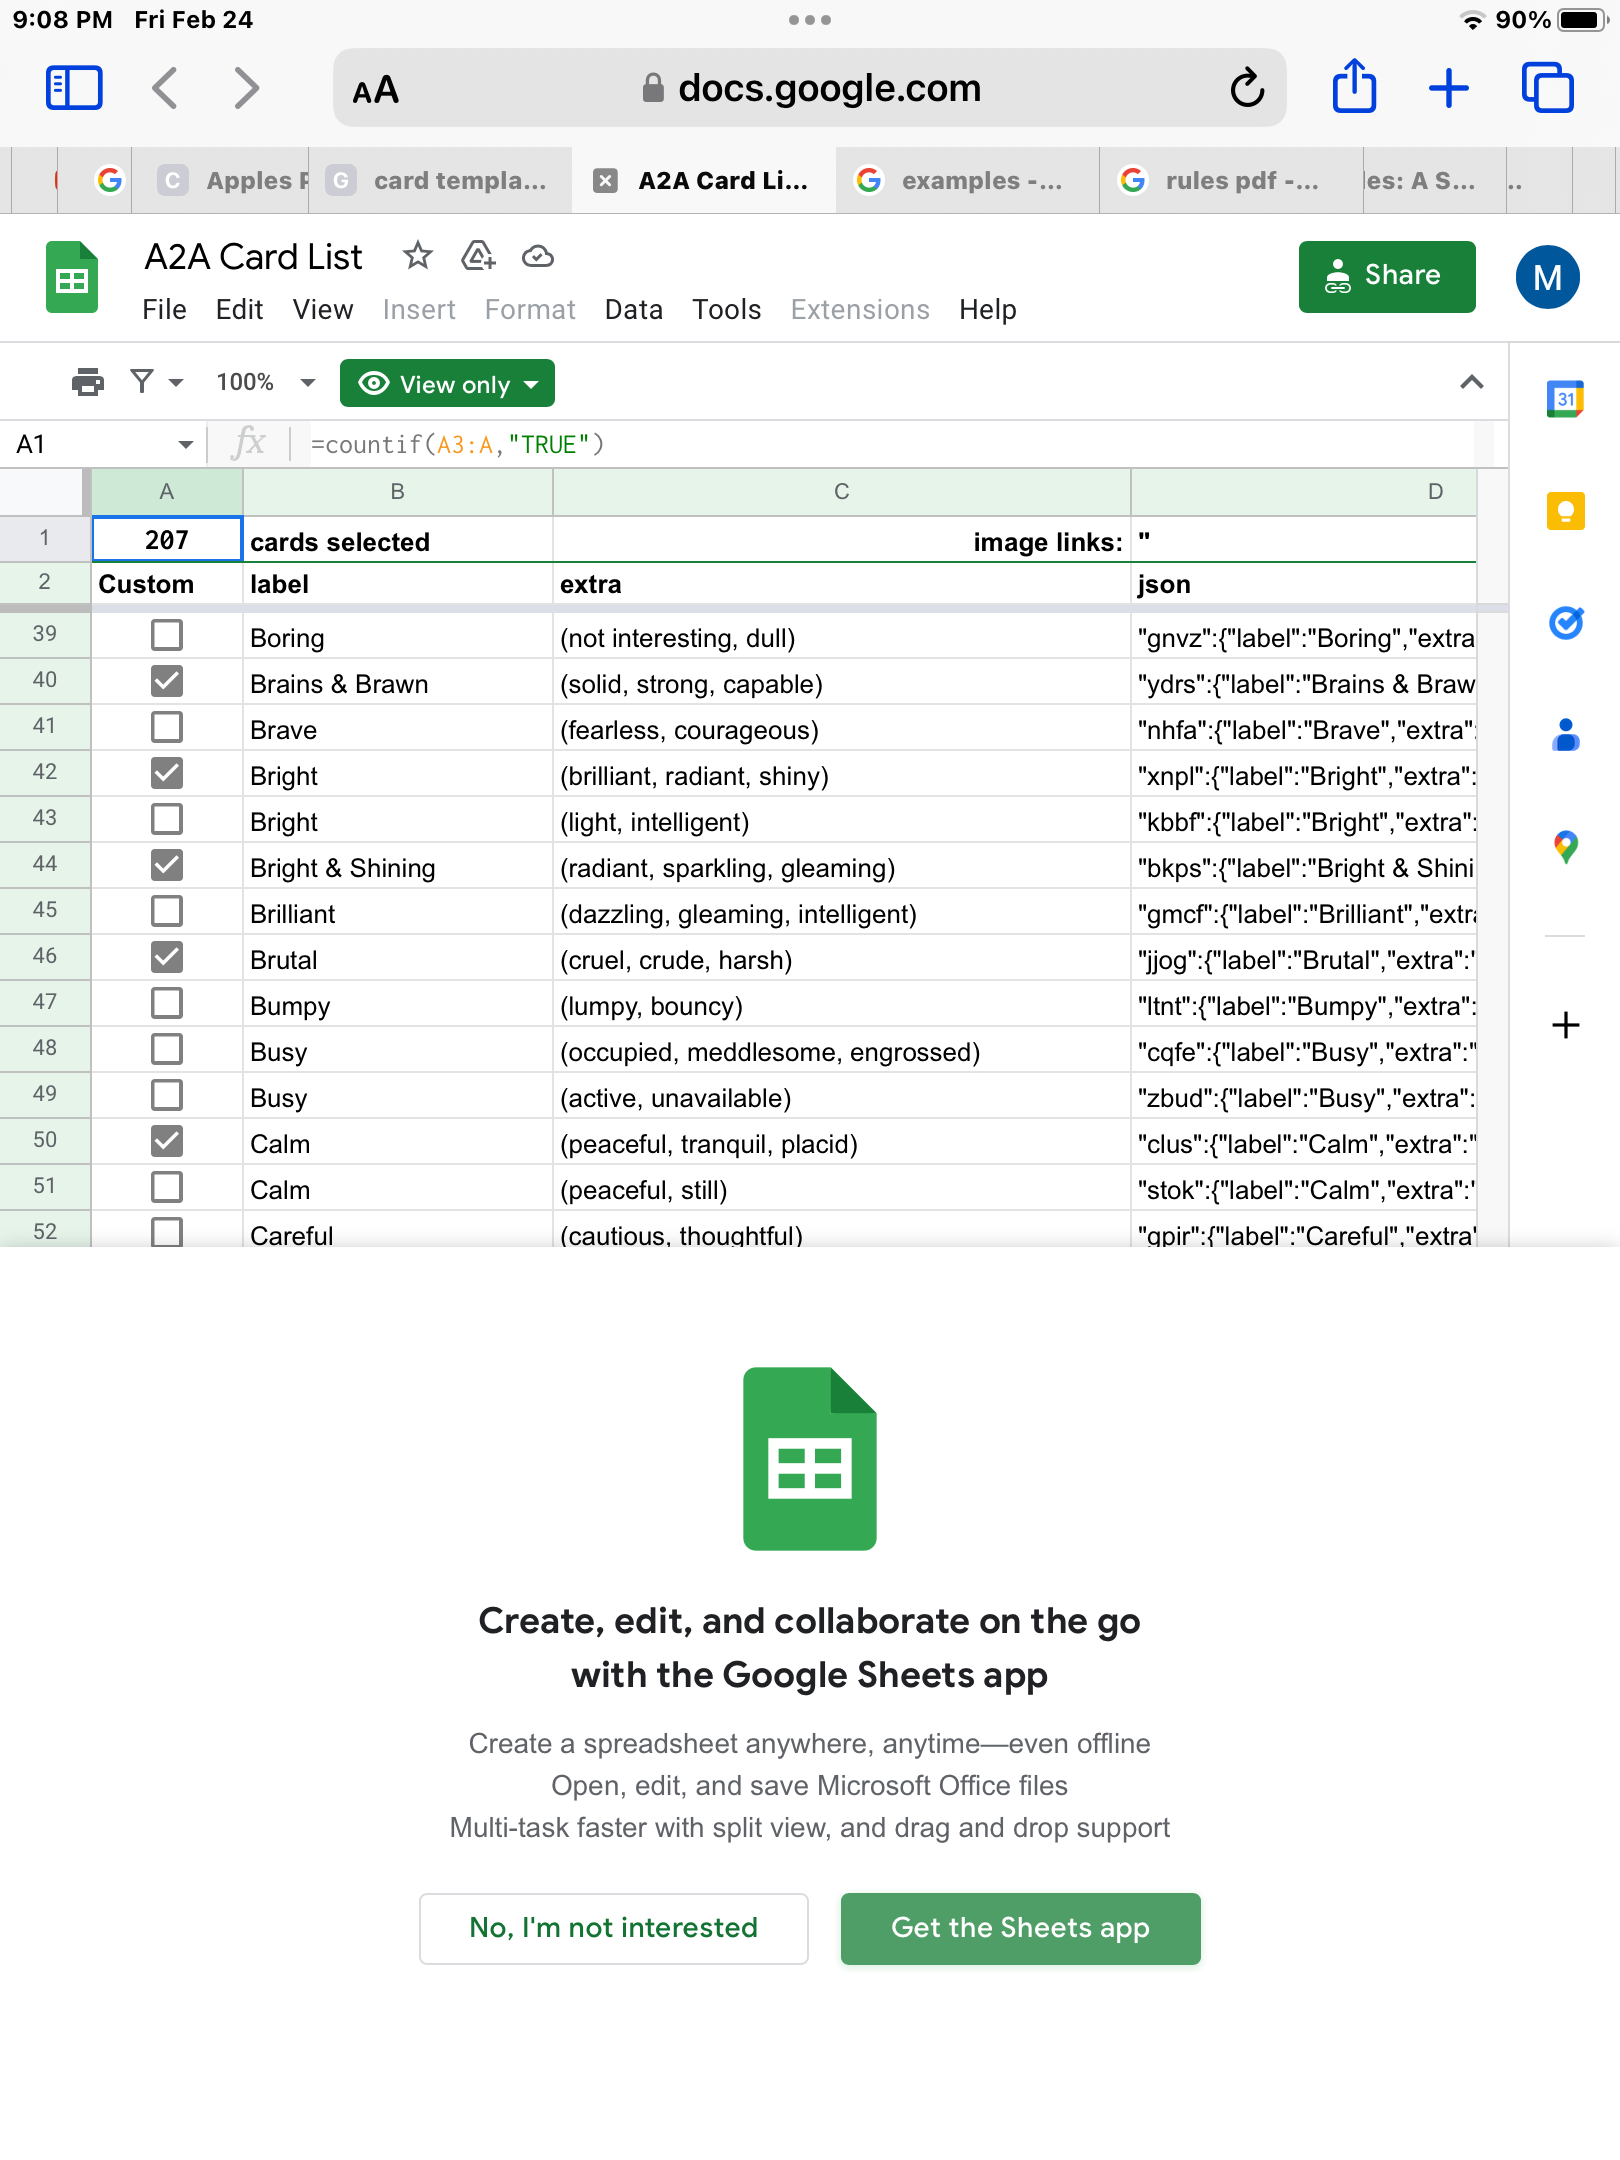 9:08 PM Fri Feb 24 90%
AA docs.google.com
C Apples G card templa... A2A Card Li... examples -... rules pdf -... les: A S... ..
A2A Card List
File Edit View Insert Format Data Tools Extensions Help
Share M
100% View only
31
A1 fx =countif(A3:A,"TRUE")
A B C D
1 207 cards selected image links: "
2 Custom label extra json
39 Boring (not interesting, dull) "gnvz":{"label":"Boring","extra
40 Brains & Brawn (solid, strong, capable) "ydrs":{"label":"Brains & Braw
41 Brave (fearless, courageous) "nhfa":{"label":"Brave","extra":
42 Bright (brilliant, radiant, shiny) "xnpl":{"label":"Bright","extra":
43 Bright (light, intelligent) "kbbf":{"label":"Bright","extra":
44 Bright & Shining (radiant, sparkling, gleaming) "bkps":{"label":"Bright & Shini
45 Brilliant (dazzling, gleaming, intelligent) "gmcf":{"label":"Brilliant","extra
46 Brutal (cruel, crude, harsh) "jjog":{"label":"Brutal","extra":"
47 Bumpy (lumpy, bouncy) "ltnt":{"label":"Bumpy","extra":
48 Busy (occupied, meddlesome, engrossed) "cqfe":{"label":"Busy","extra":"
49 Busy (active, unavailable) "zbud":{"label":"Busy","extra":
50 Calm (peaceful, tranquil, placid) "clus":{"label":"Calm","extra":"
51 Calm (peaceful, still) "stok":{"label":"Calm","extra":"
52 Careful (cautious, thoughtful) "gpir":{"label":"Careful","extra"
Create, edit, and collaborate on the go
with the Google Sheets app
Create a spreadsheet anywhere, anytime—even offline
Open, edit, and save Microsoft Office files
Multi-task faster with split view, and drag and drop support
No, I'm not interested Get the Sheets app